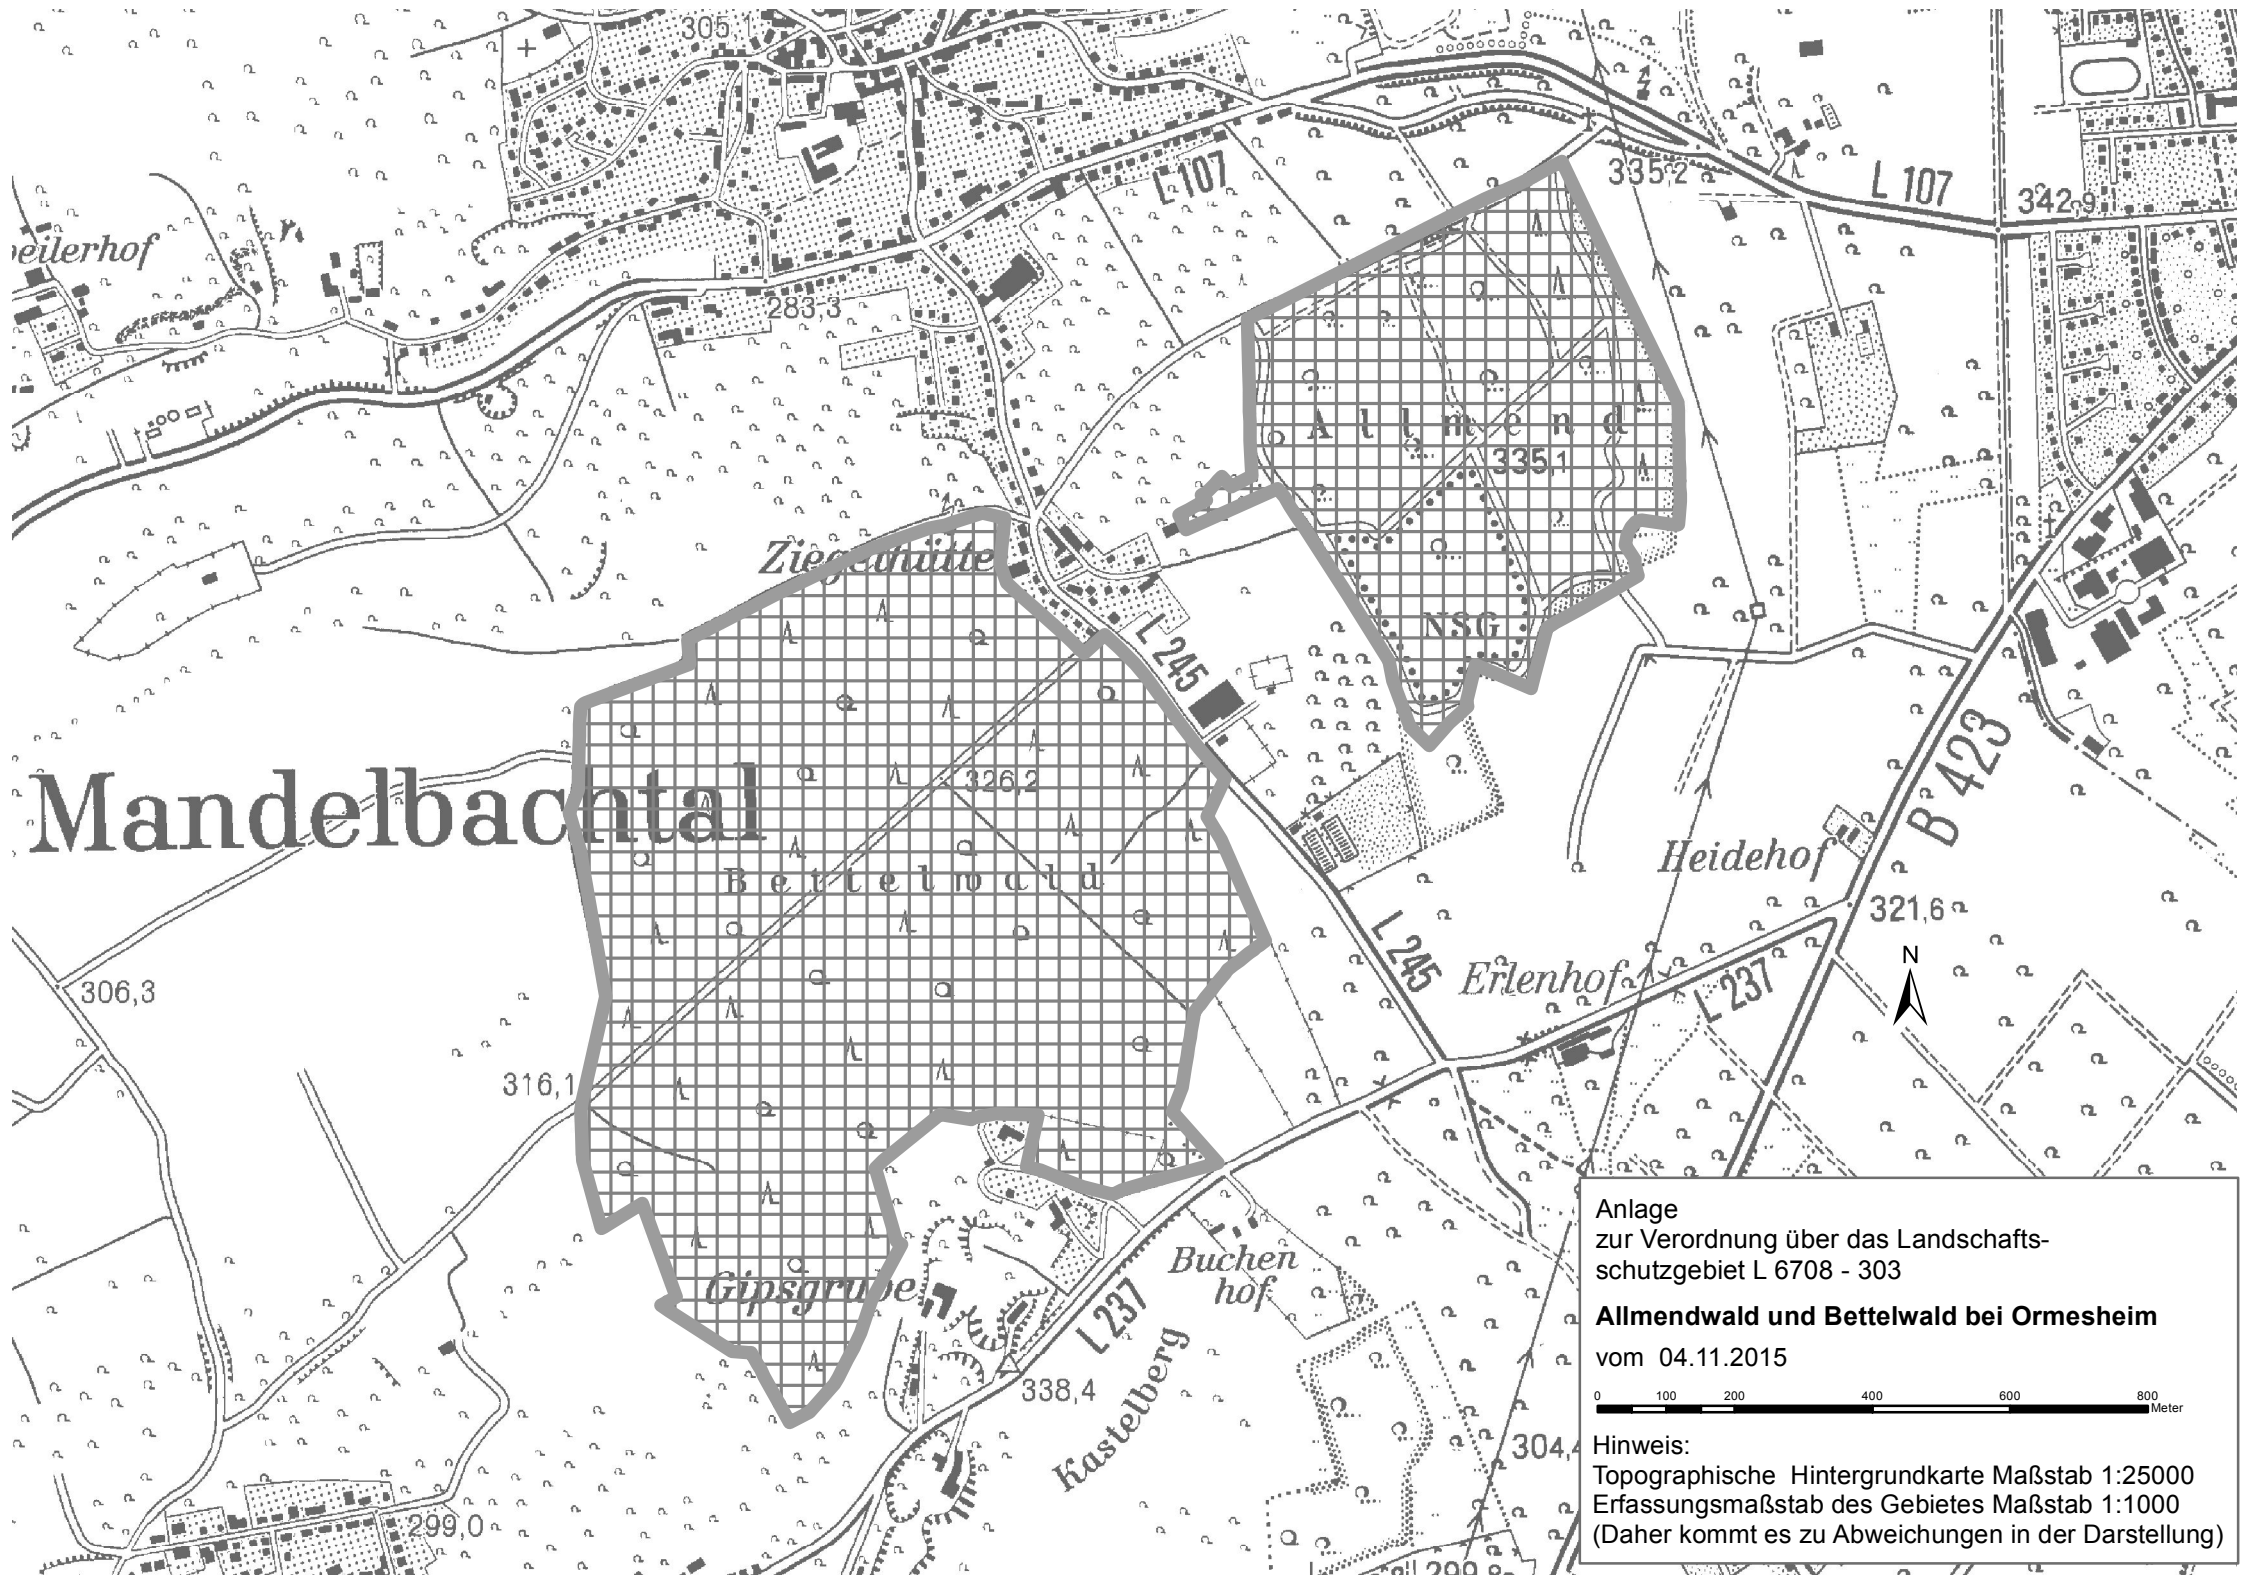 305,1
L 107
335,2
L 107
342,9
eilerhof
283,3
Allmend
335,1
Ziegelhütte
NSG
L 245
Mandelbachtal
326,2
Bettelwald
B 423
Heidehof
321,6
N
306,3
L 245
Erlenhof
L 237
316,1
Gipsgrube
Buchen
hof
L 237
338,4
Kastelberg
304,4
299,0
299,8
Anlage
zur Verordnung über das Landschafts-
schutzgebiet L 6708 - 303
Allmendwald und Bettelwald bei Ormesheim
vom 04.11.2015
0 100 200 400 600 800
Meter
Hinweis:
Topographische Hintergrundkarte Maßstab 1:25000
Erfassungsmaßstab des Gebietes Maßstab 1:1000
(Daher kommt es zu Abweichungen in der Darstellung)